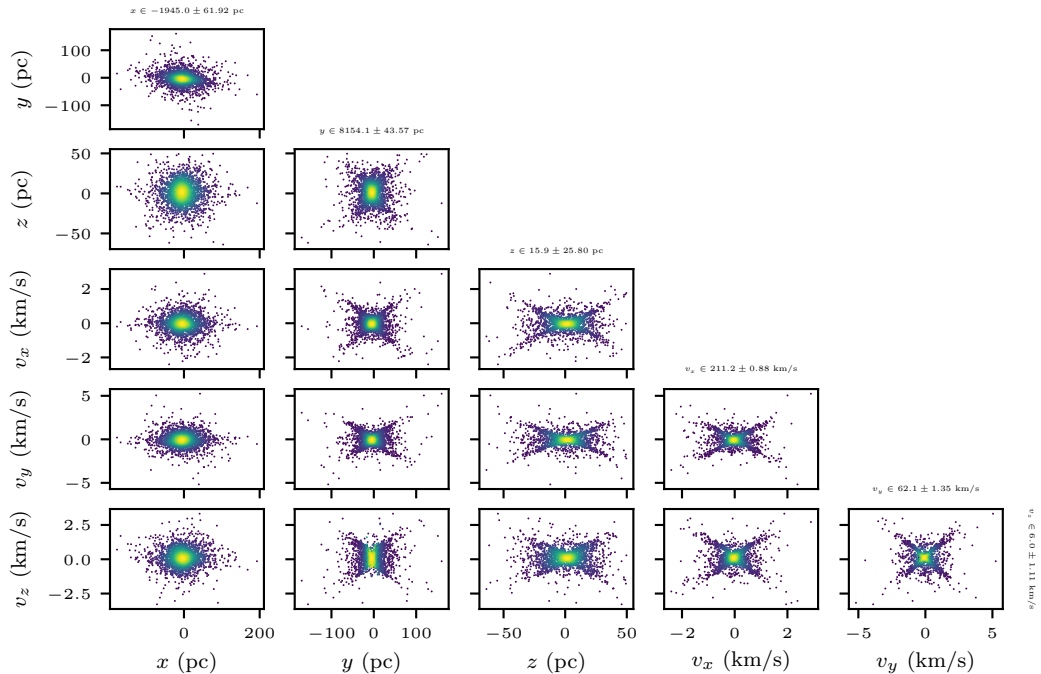 x ∈ −1945.0 ± 61.92 pc
100
0
−100
y (pc)
y ∈ 8154.1 ± 43.57 pc
50
0
−50
z (pc)
z ∈ 15.9 ± 25.80 pc
2
0
−2
v_x (km/s)
v_x ∈ 211.2 ± 0.88 km/s
5
0
−5
v_y (km/s)
v_y ∈ 62.1 ± 1.35 km/s
2.5
0.0
−2.5
v_z (km/s)
v_z ∈ 6.0 ± 1.11 km/s
0 200
−100 0 100
−50 0 50
−2 0 2
−5 0 5
x (pc)
y (pc)
z (pc)
v_x (km/s)
v_y (km/s)